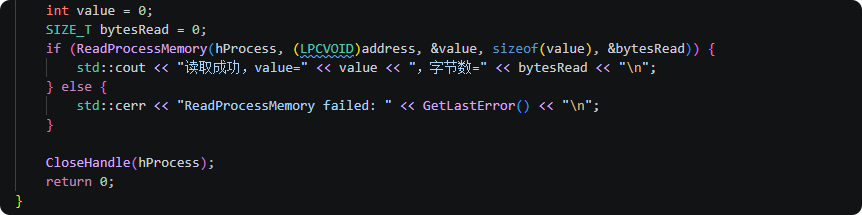 int value = 0;
SIZE_T bytesRead = 0;
if (ReadProcessMemory(hProcess, (LPCVOID)address, &value, sizeof(value), &bytesRead)) {
    std::cout << "读取成功，value=" << value << "，字节数=" << bytesRead << "\n";
} else {
    std::cerr << "ReadProcessMemory failed: " << GetLastError() << "\n";
}

CloseHandle(hProcess);
return 0;
}